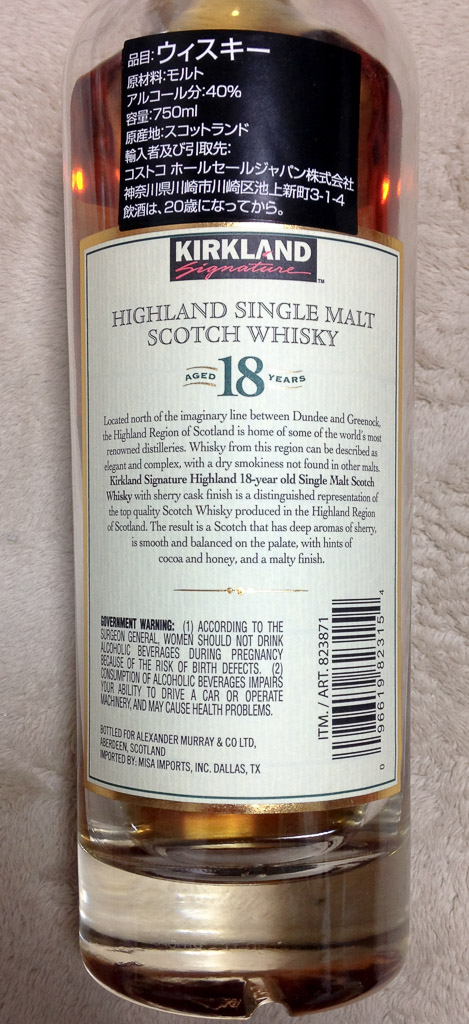 品目:ウィスキー
原材料:モルト
アルコール分:40%
容量:750ml
原産地:スコットランド
輸入者及び引取先:
コストコ ホールセールジャパン株式会社
神奈川県川崎市川崎区池上新町3-1-4
飲酒は、20歳になってから。
KIRKLAND
Signature™
HIGHLAND SINGLE MALT
SCOTCH WHISKY
AGED 18 YEARS
Located north of the imaginary line between Dundee and Greenock,
the Highland Region of Scotland is home of some of the world's most
renowned distilleries. Whisky from this region can be described as
elegant and complex, with a dry smokiness not found in other malts.
Kirkland Signature Highland 18-year old Single Malt Scotch
Whisky with sherry cask finish is a distinguished representation of
the top quality Scotch Whisky produced in the Highland Region
of Scotland. The result is a Scotch that has deep aromas of sherry,
is smooth and balanced on the palate, with hints of
cocoa and honey, and a malty finish.
GOVERNMENT WARNING: (1) ACCORDING TO THE
SURGEON GENERAL, WOMEN SHOULD NOT DRINK
ALCOHOLIC BEVERAGES DURING PREGNANCY
BECAUSE OF THE RISK OF BIRTH DEFECTS. (2)
CONSUMPTION OF ALCOHOLIC BEVERAGES IMPAIRS
YOUR ABILITY TO DRIVE A CAR OR OPERATE
MACHINERY, AND MAY CAUSE HEALTH PROBLEMS.
BOTTLED FOR ALEXANDER MURRAY & CO LTD,
ABERDEEN, SCOTLAND
IMPORTED BY: MISA IMPORTS, INC. DALLAS, TX
ITM. / ART. 823871
0 96619 82315 4